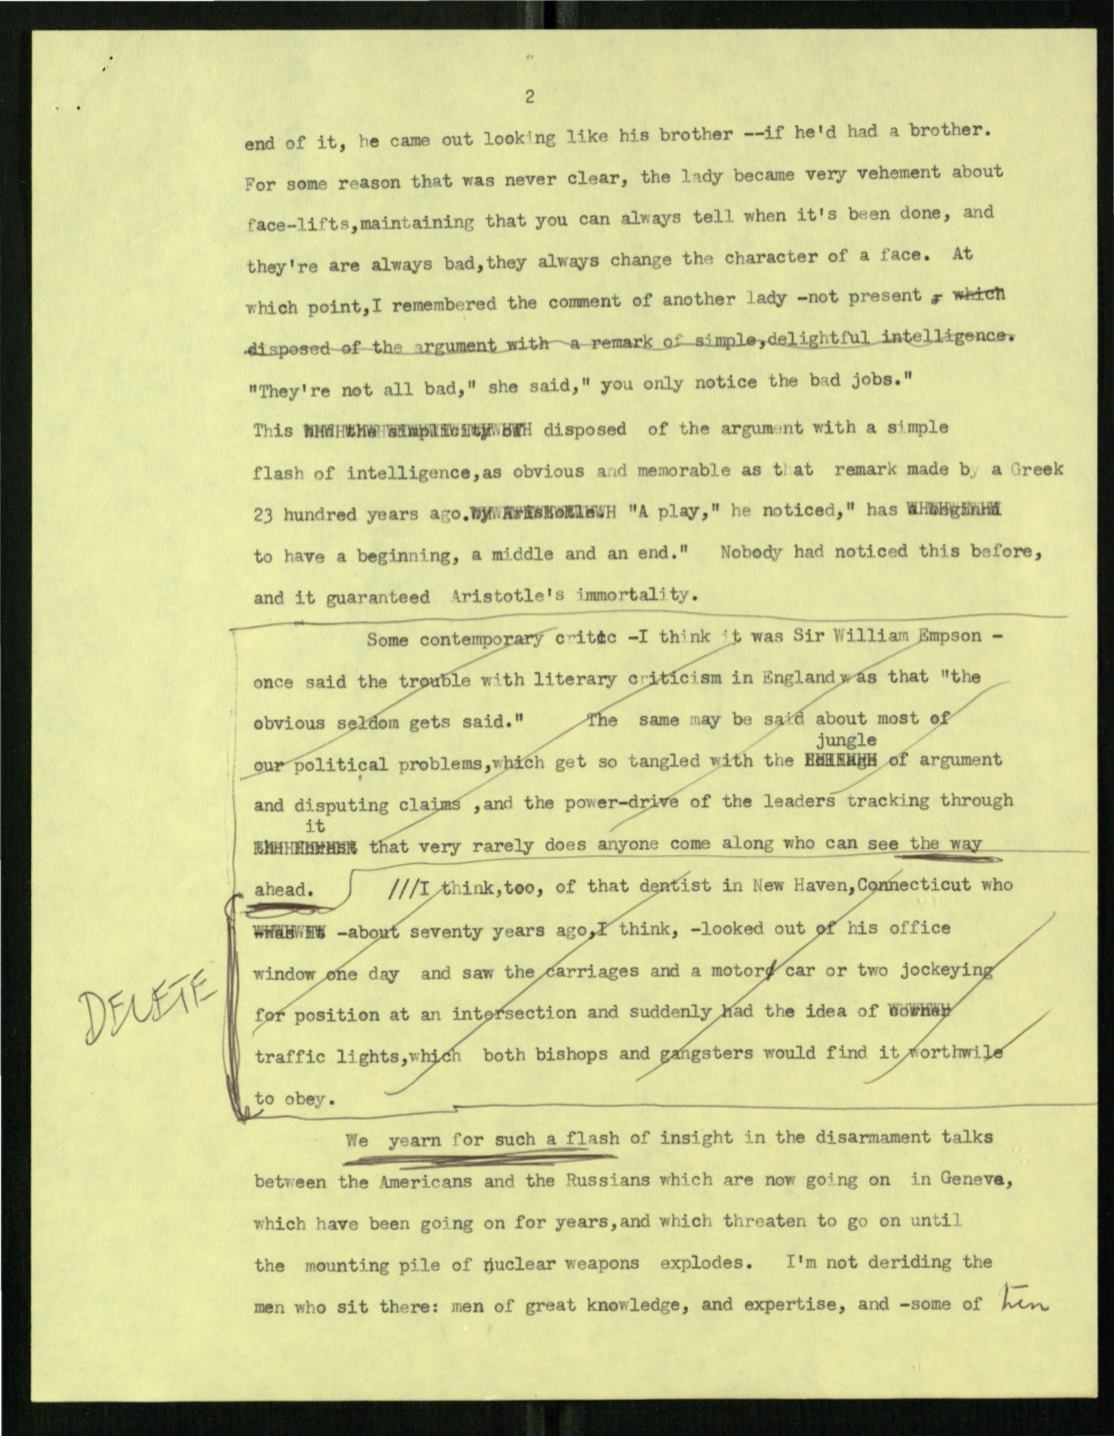 2
end of it, he came out looking like his brother --if he'd had a brother.
For some reason that was never clear, the lady became very vehement about
face-lifts,maintaining that you can always tell when it's been done, and
they're are always bad,they always change the character of a face. At
which point,I remembered the comment of another lady -not present , which
disposed of the argument with a remark of simple,delightful intelligence.
"They're not all bad," she said," you only notice the bad jobs."
This the simplicity of disposed of the argument with a simple
flash of intelligence,as obvious and memorable as that remark made by a Greek
23 hundred years ago.by Aristotle. "A play," he noticed," has
to have a beginning, a middle and an end." Nobody had noticed this before,
and it guaranteed Aristotle's immortality.
Some contemporary critic -I think it was Sir William Empson -
once said the trouble with literary criticism in England was that "the
obvious seldom gets said." The same may be said about most of
jungle
our political problems,which get so tangled with the of argument
and disputing claims ,and the power-drive of the leaders tracking through
it
that very rarely does anyone come along who can see the way
ahead. ///I think,too, of that dentist in New Haven,Connecticut who
-about seventy years ago,I think, -looked out of his office
window one day and saw the carriages and a motor car or two jockeying
for position at an intersection and suddenly had the idea of
traffic lights,which both bishops and gangsters would find it worthwile
to obey.
DELETE
We yearn for such a flash of insight in the disarmament talks
between the Americans and the Russians which are now going on in Geneva,
which have been going on for years,and which threaten to go on until
the mounting pile of nuclear weapons explodes. I'm not deriding the
men who sit there: men of great knowledge, and expertise, and -some of